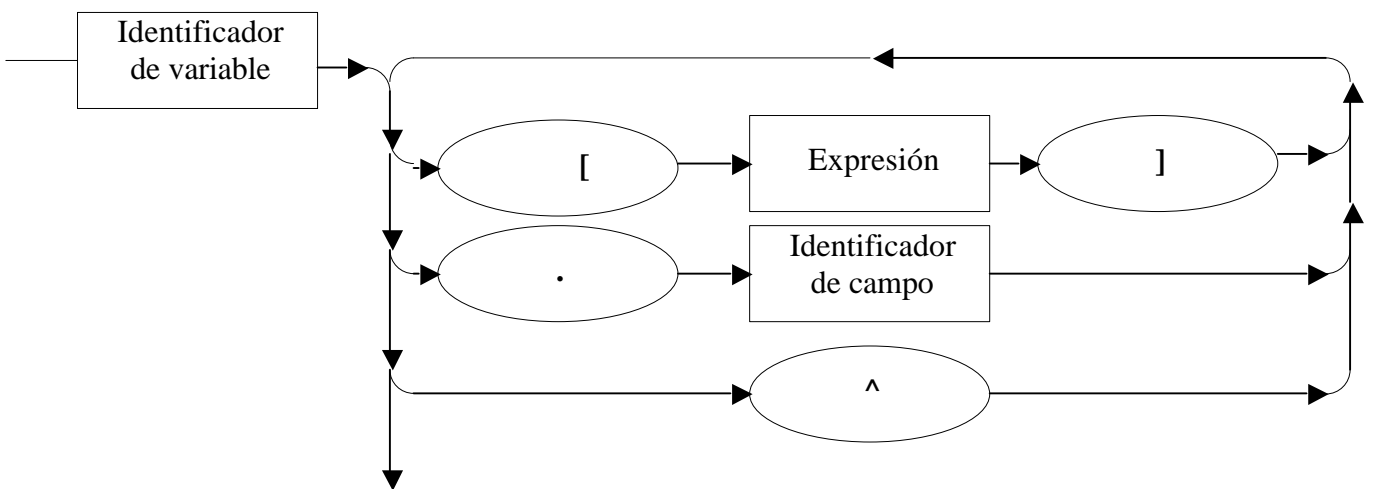 Identificador
de variable
[
Expresión
]
.
Identificador
de campo
^